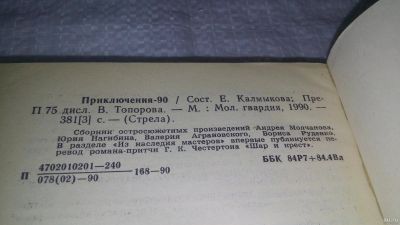 Приключения-90 / Сост. Е. Калмыкова; Пре-
П 75 дисл. В. Топорова. — М. : Мол. гвардия, 1990. —
381[3] с. — (Стрела).
Сборник остросюжетных произведений Андрея Молчанова,
Юрия Нагибина, Валерия Аграновского, Бориса Руденко.
В разделе «Из наследия мастеров» впервые публикуется пе-
ревод романа-притчи Г. К. Честертона «Шар и крест».
П 4702010201—240
078(02)—90 168—90
ББК 84Р7+84.4Вл